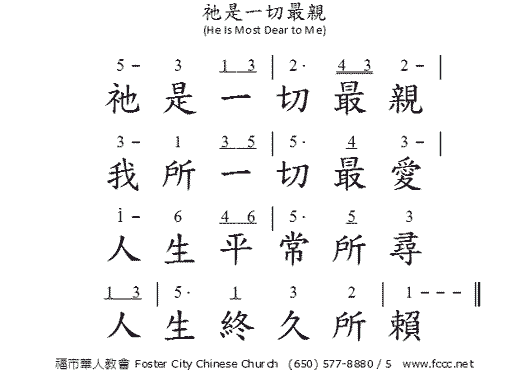 祂是一切最親
(He Is Most Dear to Me)
5 – 3 1 3 | 2· 4 3 2 – |
祂是一切最親
3 – 1 3 5 | 5· 4 3 – |
我所一切最愛
i – 6 4 6 | 5· 5 3
人生平常所尋
1 3 | 5· 1 3 2 | 1 – – – ||
人生終久所賴
福市華人教會 Foster City Chinese Church (650) 577-8880 / 5 www.fccc.net